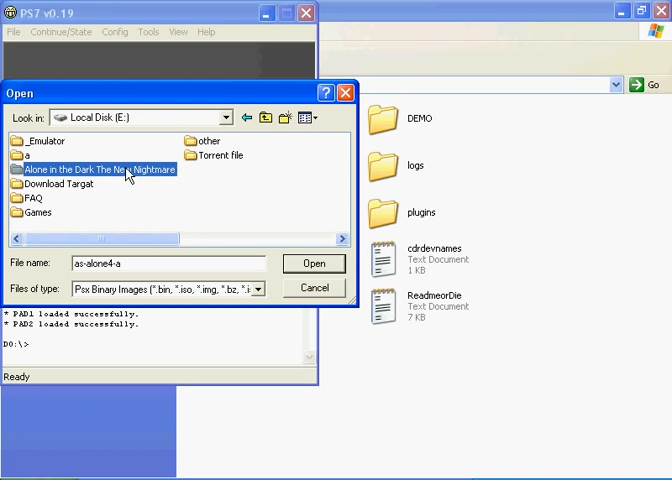 PS7 v0.19
File Continue/State Config Tools View Help
Open
Look in: Local Disk (E:)
_Emulator
a
Alone in the Dark The New Nightmare
Download Targat
FAQ
Games
other
Torrent file
File name: as-alone4-a
Open
Files of type: Psx Binary Images (*.bin, *.iso, *.img, *.bz, *.i
Cancel
* PAD1 loaded successfully.
* PAD2 loaded successfully.
D0:\>
Ready
Go
DEMO
logs
plugins
cdrdevnames
Text Document
1 KB
ReadmeorDie
Text Document
7 KB